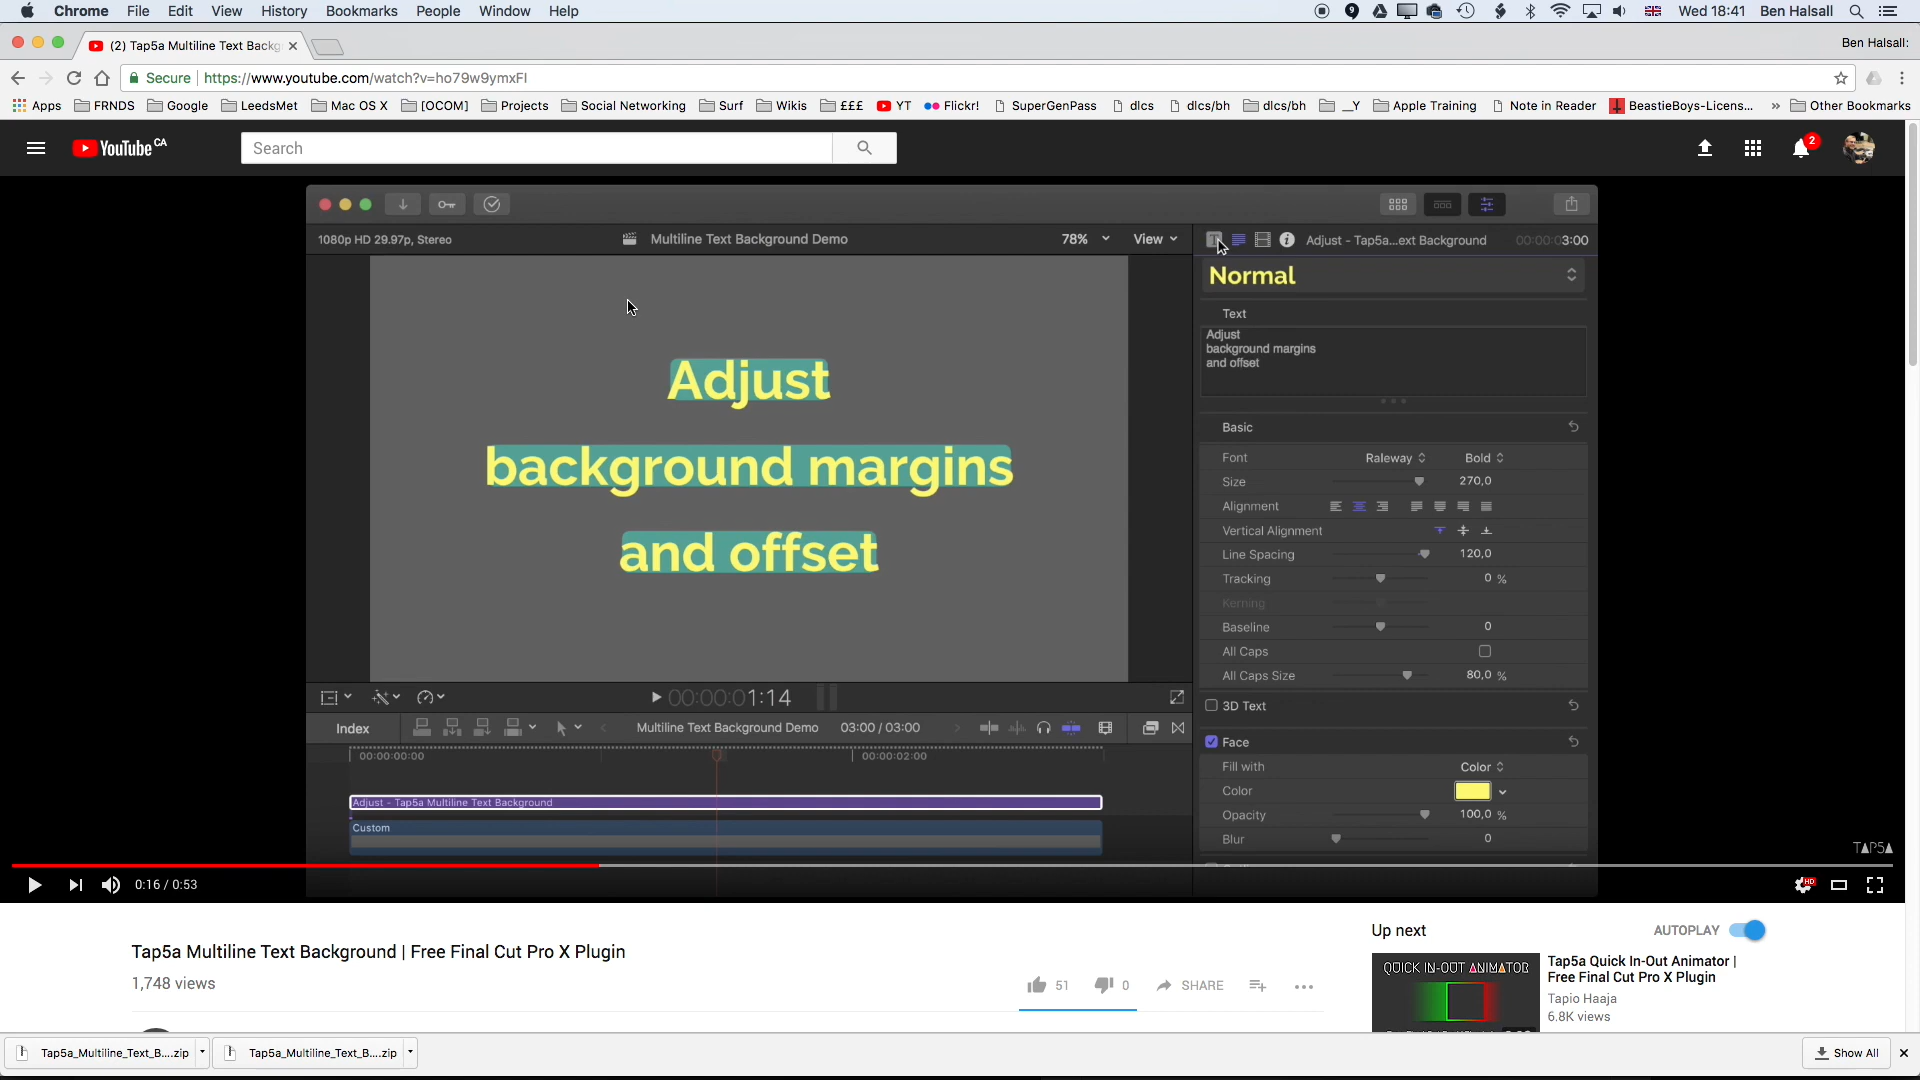 Chrome File Edit View History Bookmarks People Window Help
9 Wed 18:41 Ben Halsall
(2) Tap5a Multiline Text Backg
Ben Halsall:
Secure | https://www.youtube.com/watch?v=ho79w9ymxFI
Apps FRNDS Google LeedsMet Mac OS X [OCOM] Projects Social Networking Surf Wikis £££ YT Flickr! SuperGenPass dlcs dlcs/bh dlcs/bh __Y Apple Training Note in Reader BeastieBoys-Licens... » Other Bookmarks
YouTube CA
Search
2
1080p HD 29.97p, Stereo
Multiline Text Background Demo
78% View
Adjust - Tap5a...ext Background 00:00:03:00
Normal
Text
Adjust
background margins
and offset
Adjust
background margins
and offset
Basic
Font Raleway Bold
Size 270,0
Alignment
Vertical Alignment
Line Spacing 120,0
Tracking 0 %
Kerning
Baseline 0
All Caps
All Caps Size 80,0 %
3D Text
Face
Fill with Color
Color
Opacity 100,0 %
Blur 0
00:00:01:14
Index
Multiline Text Background Demo 03:00 / 03:00
00:00:00:00 00:00:02:00
Adjust - Tap5a Multiline Text Background
Custom
TAP5A
0:16 / 0:53
HD
Tap5a Multiline Text Background | Free Final Cut Pro X Plugin
1,748 views
51 0 SHARE
Up next
AUTOPLAY
QUICK IN-OUT ANIMATOR
Tap5a Quick In-Out Animator |
Free Final Cut Pro X Plugin
Tapio Haaja
6.8K views
Tap5a_Multiline_Text_B....zip Tap5a_Multiline_Text_B....zip
Show All